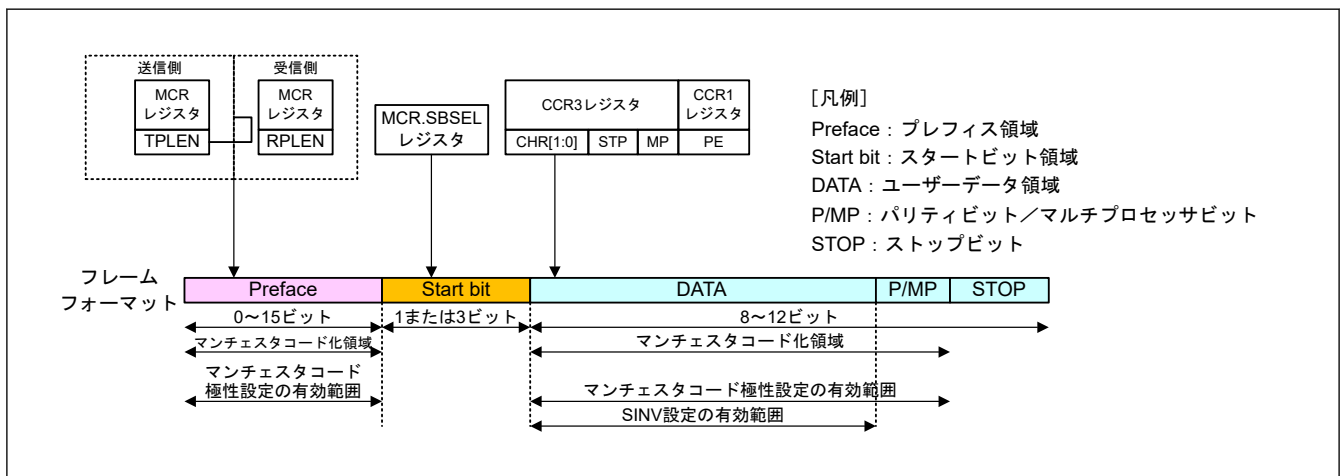 送信側
受信側
MCR
レジスタ
TPLEN
MCR
レジスタ
RPLEN
MCR.SBSEL
レジスタ
CCR3レジスタ
CCR1
レジスタ
CHR[1:0]
STP
MP
PE
[凡例]
Preface：プレフィス領域
Start bit：スタートビット領域
DATA：ユーザーデータ領域
P/MP：パリティビット／マルチプロセッサビット
STOP：ストップビット
フレーム
フォーマット
Preface
Start bit
DATA
P/MP
STOP
0～15ビット
1または3ビット
8～12ビット
マンチェスタコード化領域
マンチェスタコード化領域
マンチェスタコード
極性設定の有効範囲
マンチェスタコード極性設定の有効範囲
SINV設定の有効範囲